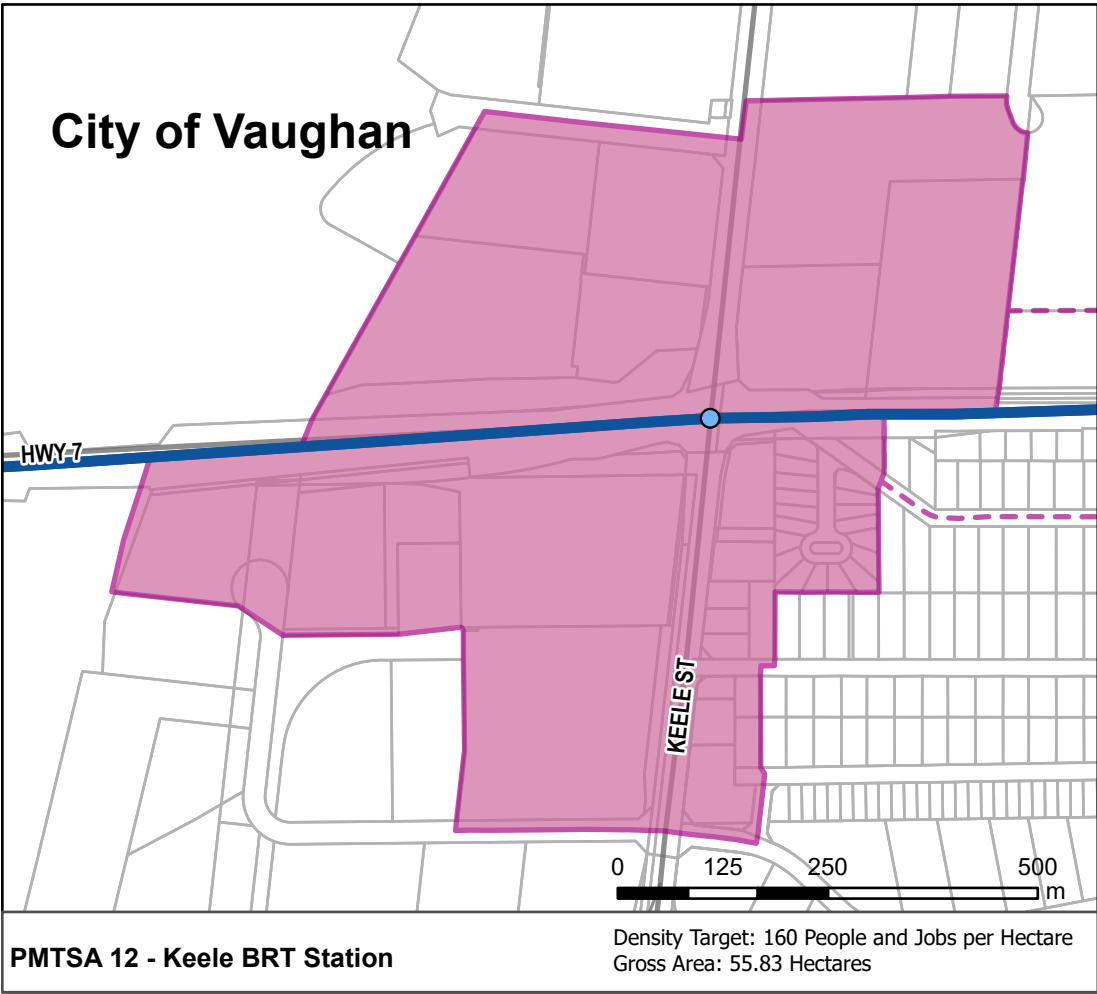 City of Vaughan
HWY 7
KEELE ST
0 125 250 500
m
PMTSA 12 - Keele BRT Station
Density Target: 160 People and Jobs per Hectare
Gross Area: 55.83 Hectares